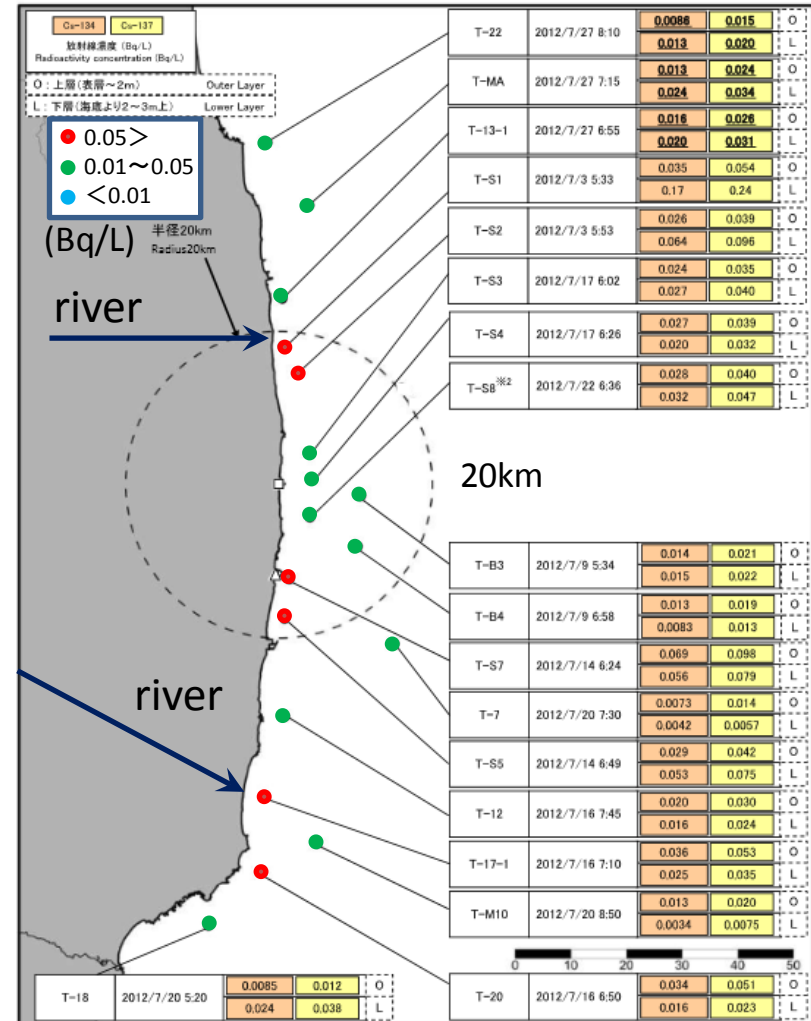 Cs-134 Cs-137
放射線濃度 (Bq/L)
Radioactivity concentration (Bq/L)
O:上層(表層~2m) Outer Layer
L:下層(海底より2~3m上) Lower Layer
0.05>
0.01~0.05
<0.01
(Bq/L)
半径20km
Radius20km
river
20km
river
T-22 2012/7/27 8:10 0.0086 0.015 O
0.013 0.020 L
T-MA 2012/7/27 7:15 0.013 0.024 O
0.024 0.034 L
T-13-1 2012/7/27 6:55 0.016 0.026 O
0.020 0.031 L
T-S1 2012/7/3 5:33 0.035 0.054 O
0.17 0.24 L
T-S2 2012/7/3 5:53 0.026 0.039 O
0.064 0.096 L
T-S3 2012/7/17 6:02 0.024 0.035 O
0.027 0.040 L
T-S4 2012/7/17 6:26 0.027 0.039 O
0.020 0.032 L
T-S8※2 2012/7/22 6:36 0.028 0.040 O
0.032 0.047 L
T-B3 2012/7/9 5:34 0.014 0.021 O
0.015 0.022 L
T-B4 2012/7/9 6:58 0.013 0.019 O
0.0083 0.013 L
T-S7 2012/7/14 6:24 0.069 0.098 O
0.056 0.079 L
T-7 2012/7/20 7:30 0.0073 0.014 O
0.0042 0.0057 L
T-S5 2012/7/14 6:49 0.029 0.042 O
0.053 0.075 L
T-12 2012/7/16 7:45 0.020 0.030 O
0.016 0.024 L
T-17-1 2012/7/16 7:10 0.036 0.053 O
0.025 0.035 L
T-M10 2012/7/20 8:50 0.013 0.020 O
0.0034 0.0075 L
0 10 20 30 40 50
T-18 2012/7/20 5:20 0.0085 0.012 O
0.024 0.038 L
T-20 2012/7/16 6:50 0.034 0.051 O
0.016 0.023 L